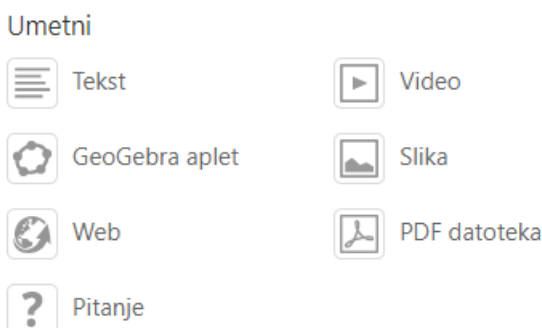 Umetni
Tekst
Video
GeoGebra aplet
Slika
Web
PDF datoteka
Pitanje